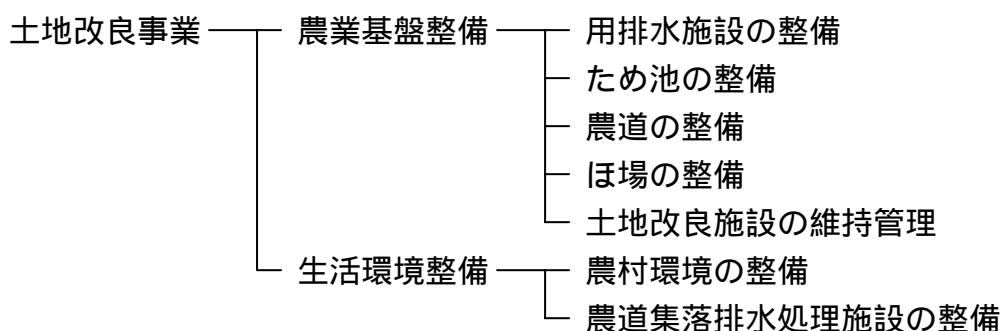 土地改良事業 農業基盤整備 用排水施設の整備
ため池の整備
農道の整備
ほ場の整備
土地改良施設の維持管理
生活環境整備 農村環境の整備
農道集落排水処理施設の整備